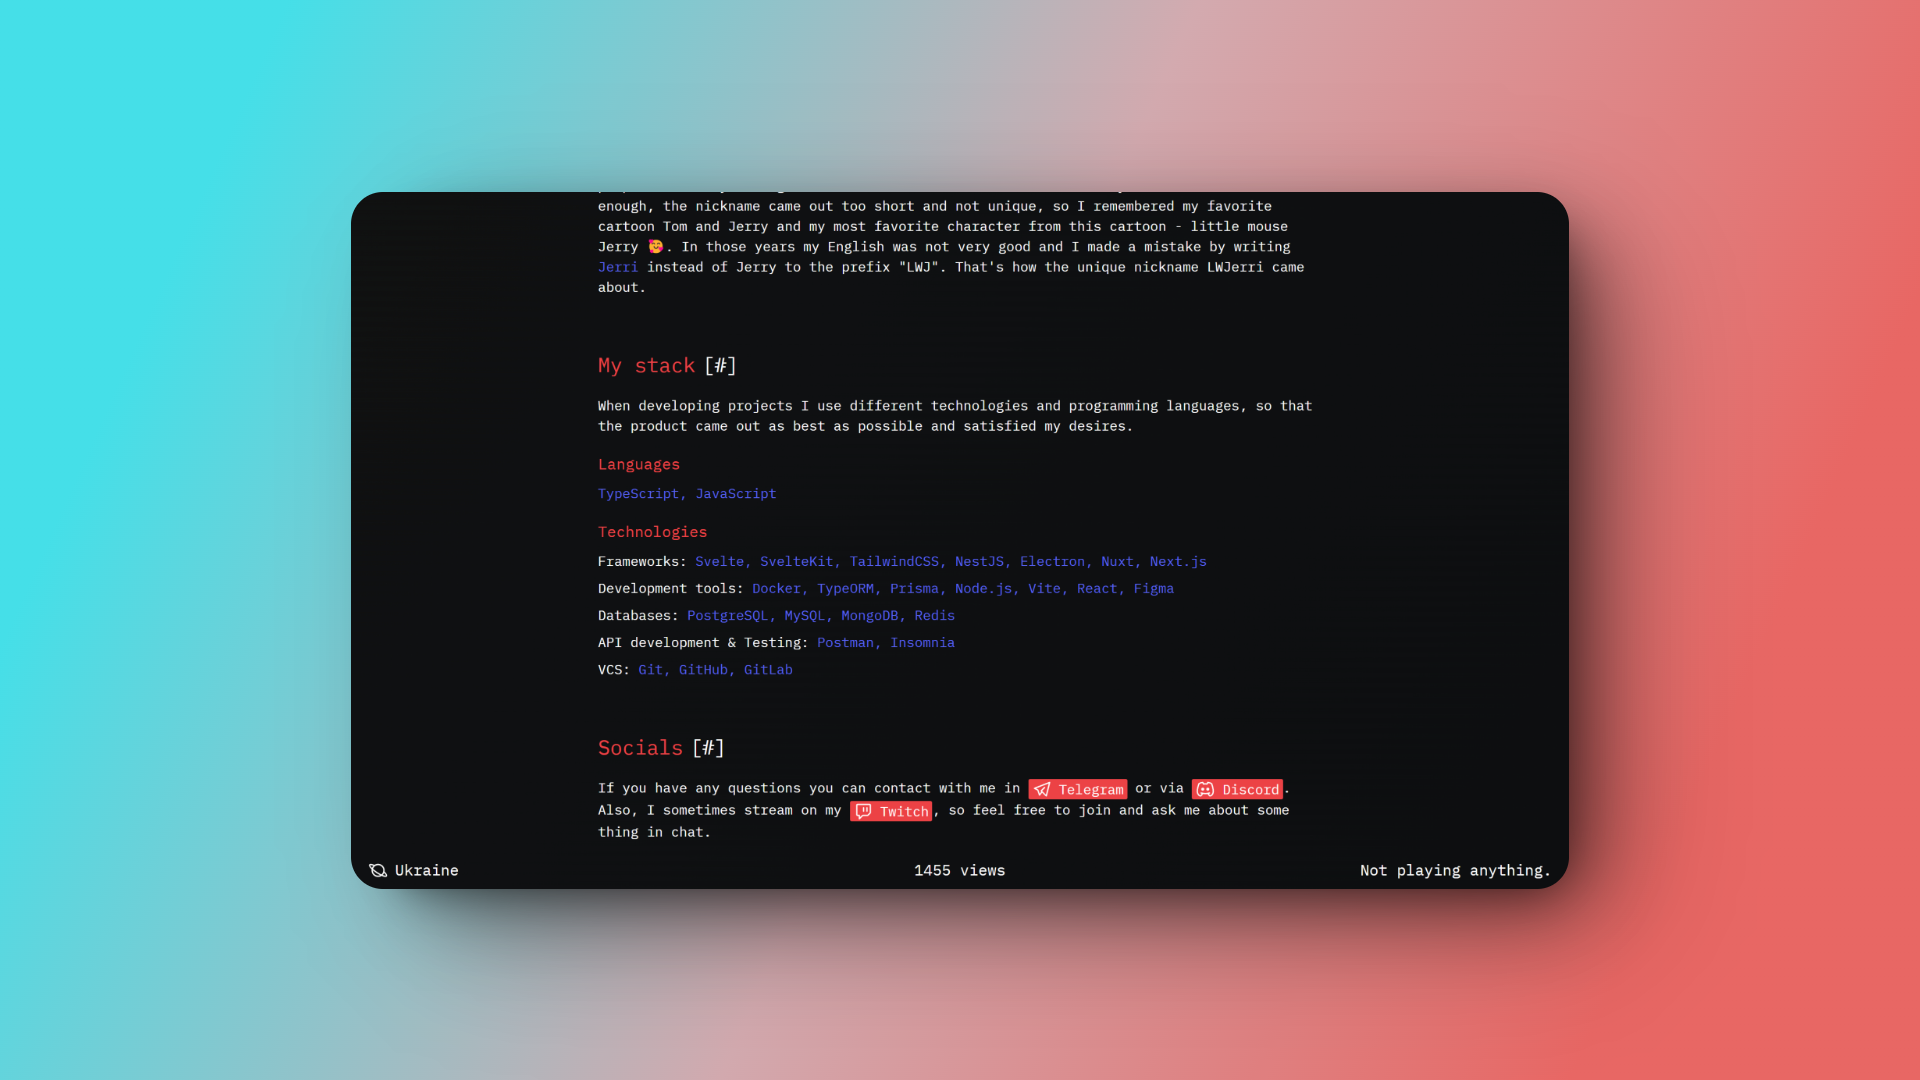 enough, the nickname came out too short and not unique, so I remembered my favorite
cartoon Tom and Jerry and my most favorite character from this cartoon - little mouse
Jerry 🥰. In those years my English was not very good and I made a mistake by writing
Jerri instead of Jerry to the prefix "LWJ". That's how the unique nickname LWJerri came
about.
My stack [#]
When developing projects I use different technologies and programming languages, so that
the product came out as best as possible and satisfied my desires.
Languages
TypeScript, JavaScript
Technologies
Frameworks: Svelte, SvelteKit, TailwindCSS, NestJS, Electron, Nuxt, Next.js
Development tools: Docker, TypeORM, Prisma, Node.js, Vite, React, Figma
Databases: PostgreSQL, MySQL, MongoDB, Redis
API development & Testing: Postman, Insomnia
VCS: Git, GitHub, GitLab
Socials [#]
If you have any questions you can contact with me in Telegram or via Discord.
Also, I sometimes stream on my Twitch, so feel free to join and ask me about some
thing in chat.
Ukraine
1455 views
Not playing anything.